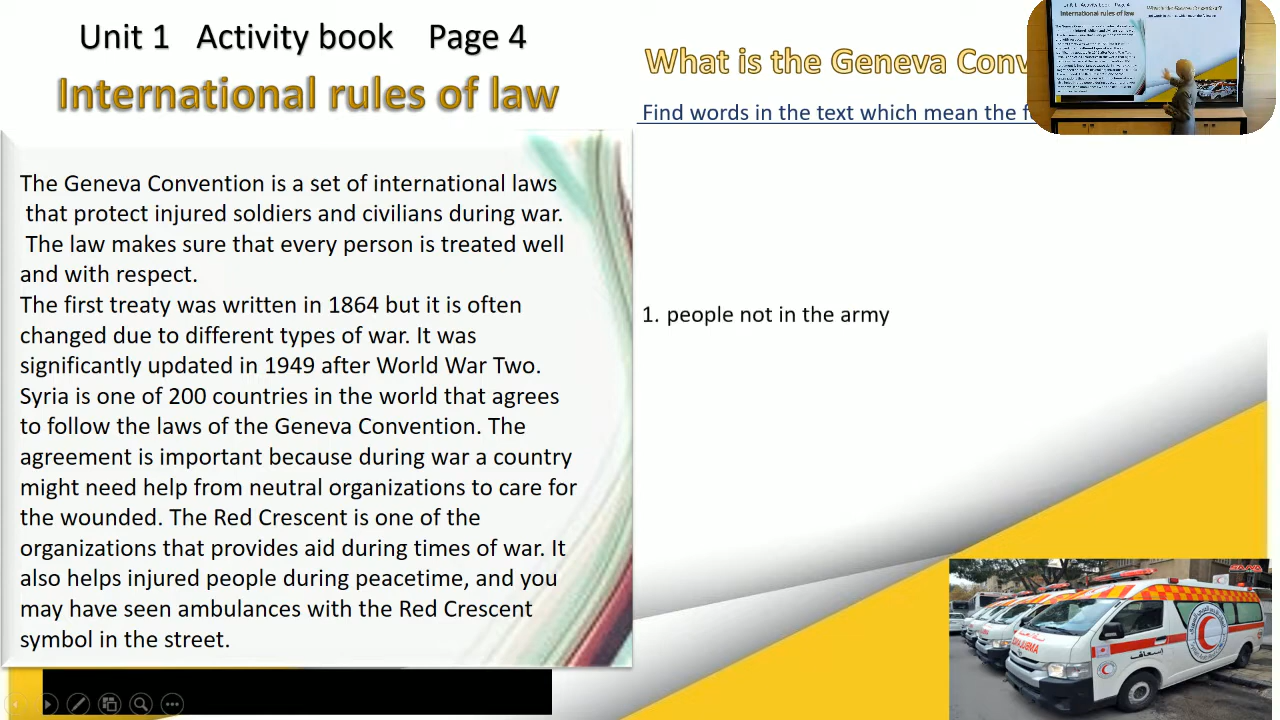 Unit 1 Activity book Page 4
International rules of law
The Geneva Convention is a set of international laws
that protect injured soldiers and civilians during war.
The law makes sure that every person is treated well
and with respect.
The first treaty was written in 1864 but it is often
changed due to different types of war. It was
significantly updated in 1949 after World War Two.
Syria is one of 200 countries in the world that agrees
to follow the laws of the Geneva Convention. The
agreement is important because during war a country
might need help from neutral organizations to care for
the wounded. The Red Crescent is one of the
organizations that provides aid during times of war. It
also helps injured people during peacetime, and you
may have seen ambulances with the Red Crescent
symbol in the street.
What is the Geneva Conv
Find words in the text which mean the f
1. people not in the army
إسعاف